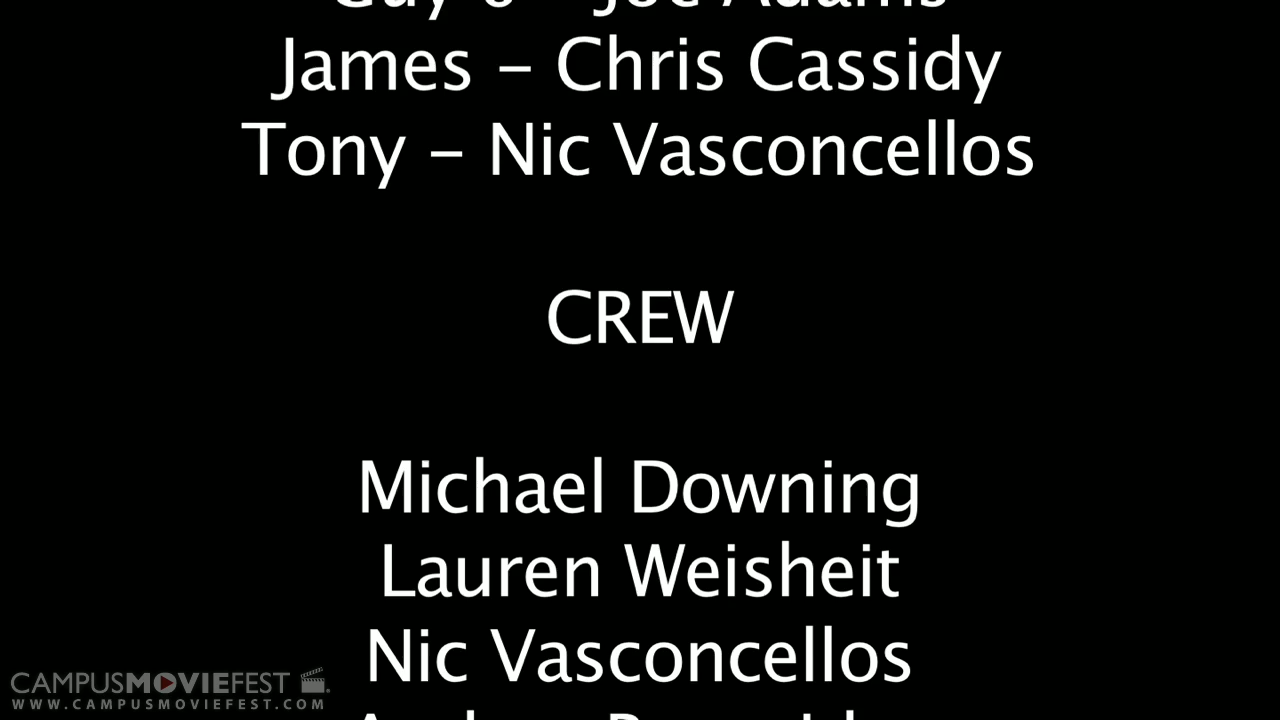 James – Chris Cassidy
Tony – Nic Vasconcellos
CREW
Michael Downing
Lauren Weisheit
Nic Vasconcellos
CAMPUSMOVIEFEST
WWW.CAMPUSMOVIEFEST.COM